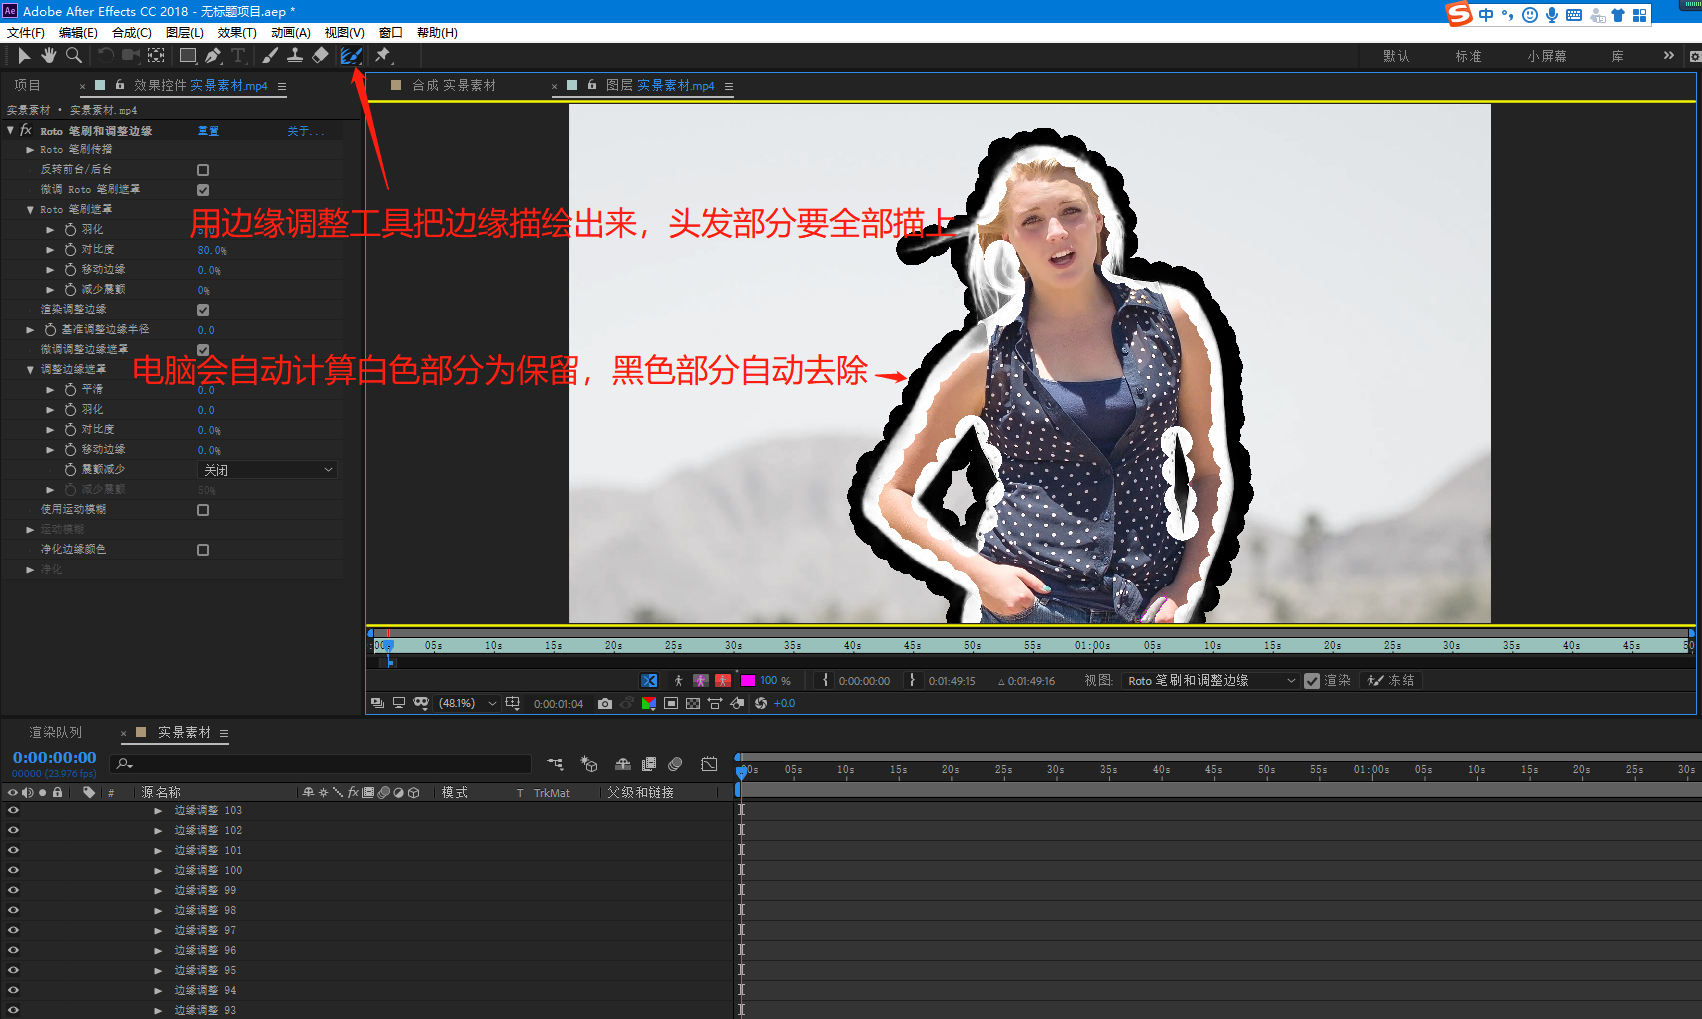 Ae Adobe After Effects CC 2018 - 无标题项目.aep *
中
文件(F) 编辑(E) 合成(C) 图层(L) 效果(T) 动画(A) 视图(V) 窗口 帮助(H)
默认 标准 小屏幕 库 »
项目 × 效果控件 实景素材.mp4 ☰
合成 实景素材 × 图层 实景素材.mp4 ☰
实景素材 • 实景素材.mp4
fx Roto 笔刷和调整边缘 重置 关于...
Roto 笔刷传播
反转前台/后台
微调 Roto 笔刷遮罩
Roto 笔刷遮罩
用边缘调整工具把边缘描绘出来，头发部分要全部描上
羽化
对比度 80.0%
移动边缘 0.0%
减少震颤 0%
渲染调整边缘
基准调整边缘半径 0.0
微调调整边缘遮罩
调整边缘遮罩
电脑会自动计算白色部分为保留，黑色部分自动去除
平滑 0.0
羽化 0.0
对比度 0.0%
移动边缘 0.0%
震颤减少 关闭
减少震颤 50%
使用运动模糊
运动模糊
净化边缘颜色
净化
05s 10s 15s 20s 25s 30s 35s 40s 45s 50s 55s 01:00s 05s 10s 15s 20s 25s 30s 35s 40s 45s 50
100 % 0:00:00:00 0:01:49:15 △ 0:01:49:16 视图: Roto 笔刷和调整边缘 渲染 冻结
(48.1%) 0:00:01:04 +0.0
渲染队列 × 实景素材 ☰
0:00:00:00
00000 (23.976 fps)
00s 05s 10s 15s 20s 25s 30s 35s 40s 45s 50s 55s 01:00s 05s 10s 15s 20s 25s 30s
# 源名称 fx 模式 T TrkMat 父级和链接
边缘调整 103
边缘调整 102
边缘调整 101
边缘调整 100
边缘调整 99
边缘调整 98
边缘调整 97
边缘调整 96
边缘调整 95
边缘调整 94
边缘调整 93